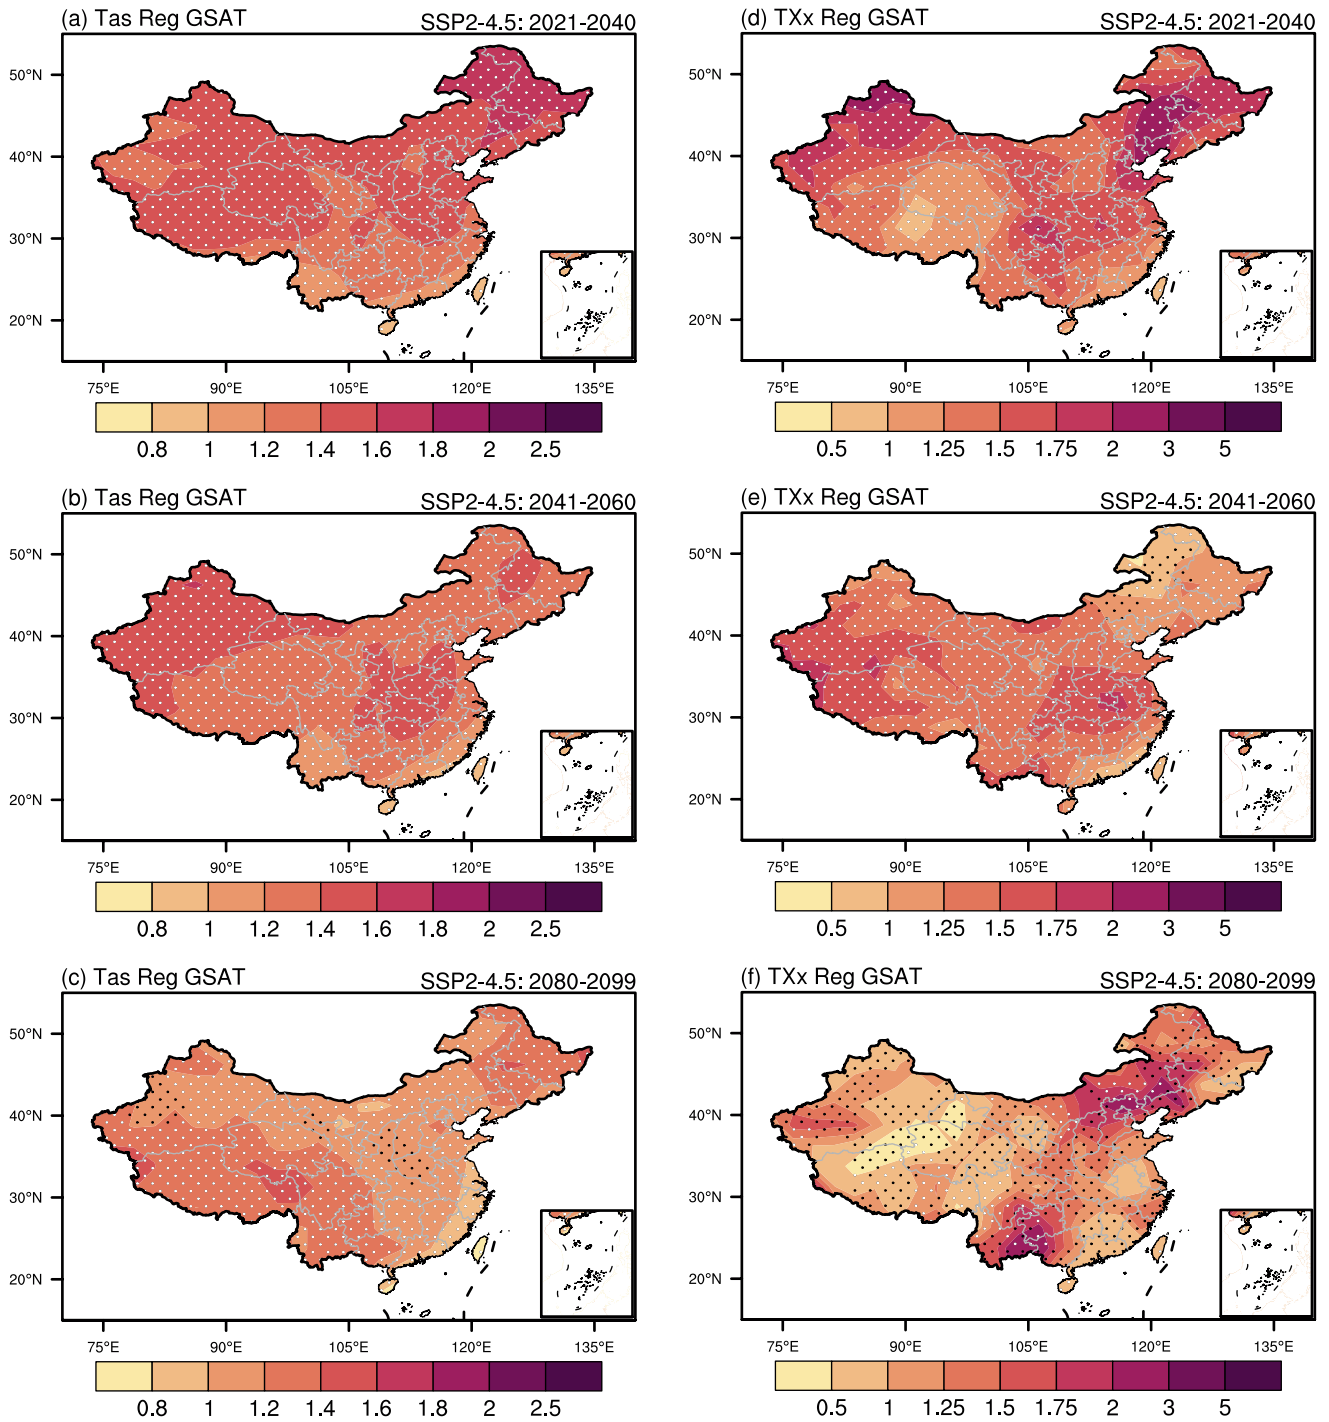 (a) Tas Reg GSAT SSP2-4.5: 2021-2040
50°N
40°N
30°N
20°N
75°E 90°E 105°E 120°E 135°E
0.8 1 1.2 1.4 1.6 1.8 2 2.5
(d) TXx Reg GSAT SSP2-4.5: 2021-2040
50°N
40°N
30°N
20°N
75°E 90°E 105°E 120°E 135°E
0.5 1 1.25 1.5 1.75 2 3 5
(b) Tas Reg GSAT SSP2-4.5: 2041-2060
50°N
40°N
30°N
20°N
75°E 90°E 105°E 120°E 135°E
0.8 1 1.2 1.4 1.6 1.8 2 2.5
(e) TXx Reg GSAT SSP2-4.5: 2041-2060
50°N
40°N
30°N
20°N
75°E 90°E 105°E 120°E 135°E
0.5 1 1.25 1.5 1.75 2 3 5
(c) Tas Reg GSAT SSP2-4.5: 2080-2099
50°N
40°N
30°N
20°N
75°E 90°E 105°E 120°E 135°E
0.8 1 1.2 1.4 1.6 1.8 2 2.5
(f) TXx Reg GSAT SSP2-4.5: 2080-2099
50°N
40°N
30°N
20°N
75°E 90°E 105°E 120°E 135°E
0.5 1 1.25 1.5 1.75 2 3 5